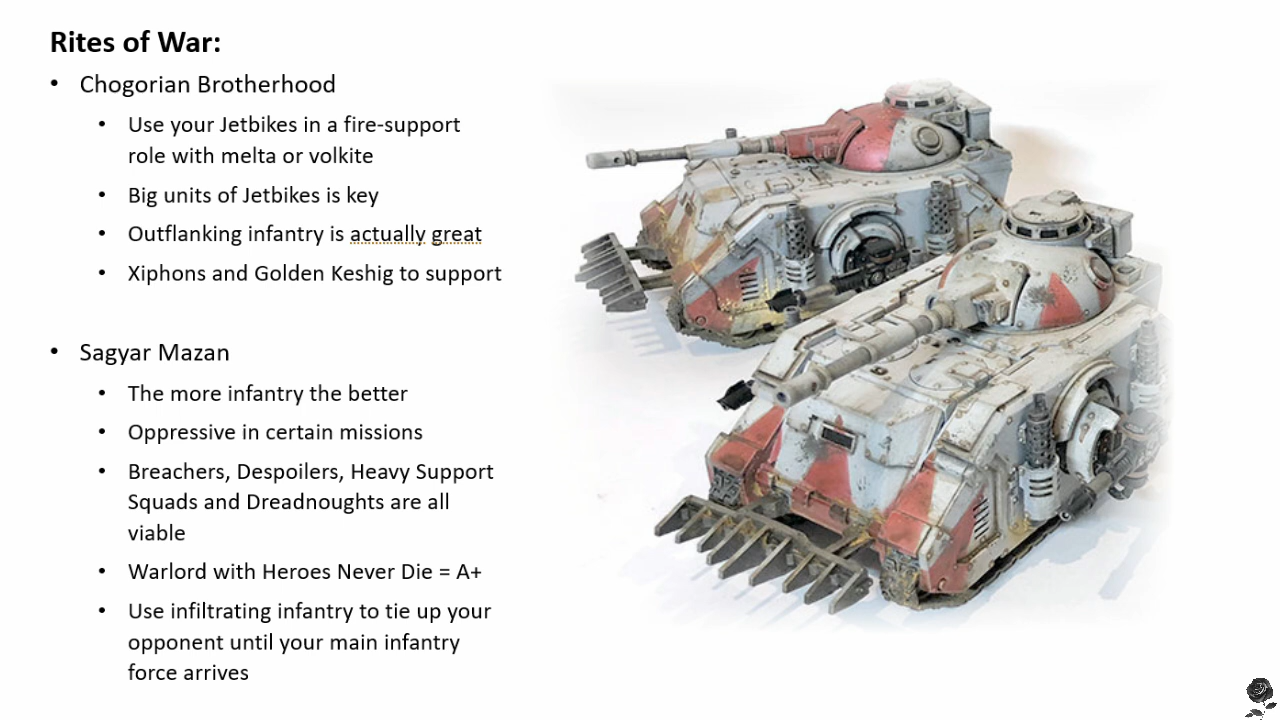 Rites of War:
• Chogorian Brotherhood
• Use your Jetbikes in a fire-support
role with melta or volkite
• Big units of Jetbikes is key
• Outflanking infantry is actually great
• Xiphons and Golden Keshig to support
• Sagyar Mazan
• The more infantry the better
• Oppressive in certain missions
• Breachers, Despoilers, Heavy Support
Squads and Dreadnoughts are all
viable
• Warlord with Heroes Never Die = A+
• Use infiltrating infantry to tie up your
opponent until your main infantry
force arrives